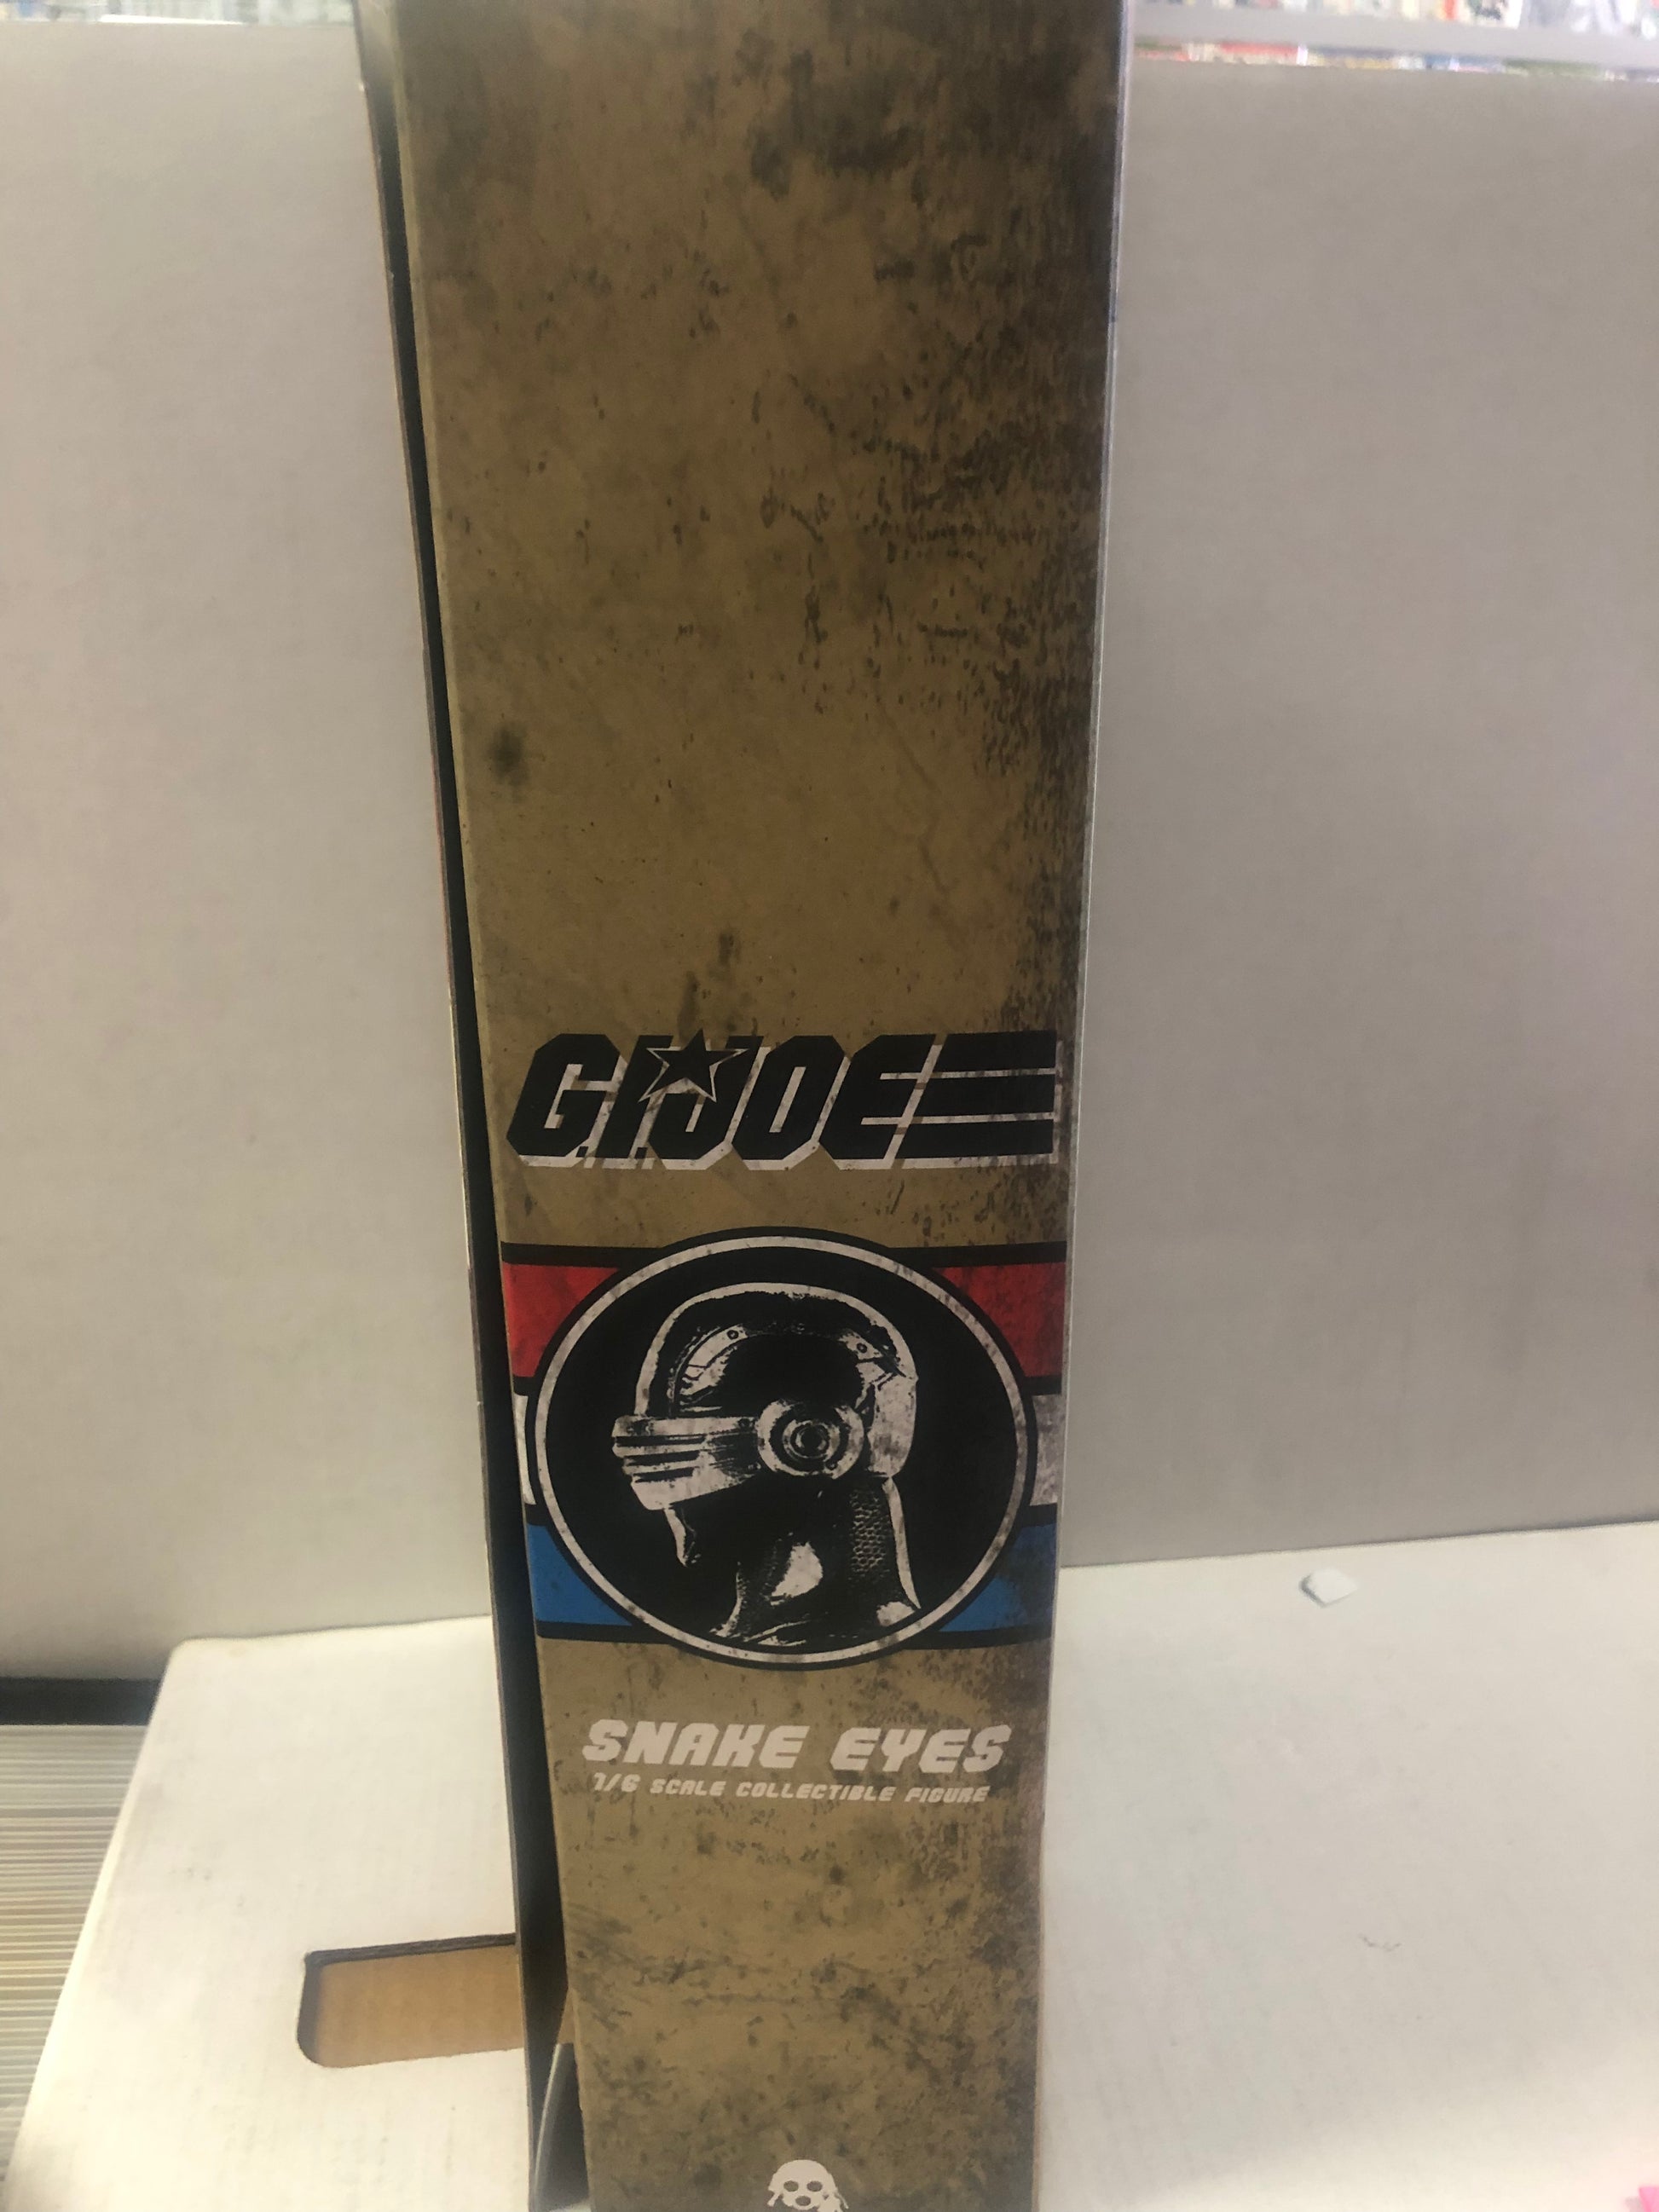 G.I.JOE
SNAKE EYES
1/6 SCALE COLLECTIBLE FIGURE